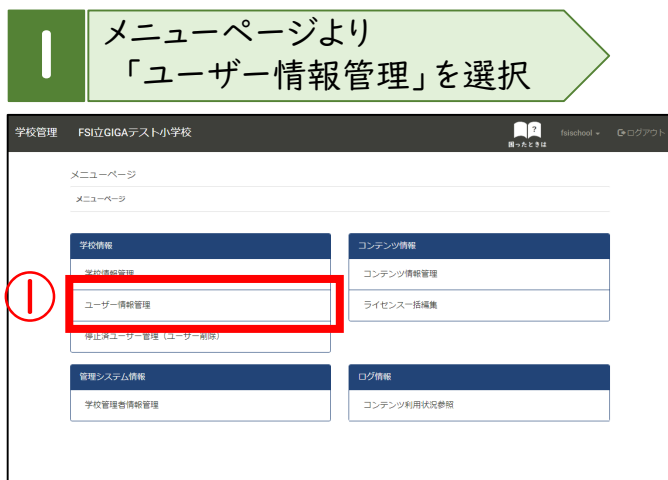 1
メニューページより
「ユーザー情報管理」を選択
学校管理 FSI立GIGAテスト小学校
?
困ったときは
fsischool
ログアウト
メニューページ
メニューページ
学校情報
コンテンツ情報
学校情報管理
コンテンツ情報管理
①
ユーザー情報管理
ライセンス一括編集
停止済ユーザー管理（ユーザー削除）
管理システム情報
ログ情報
学校管理者情報管理
コンテンツ利用状況参照